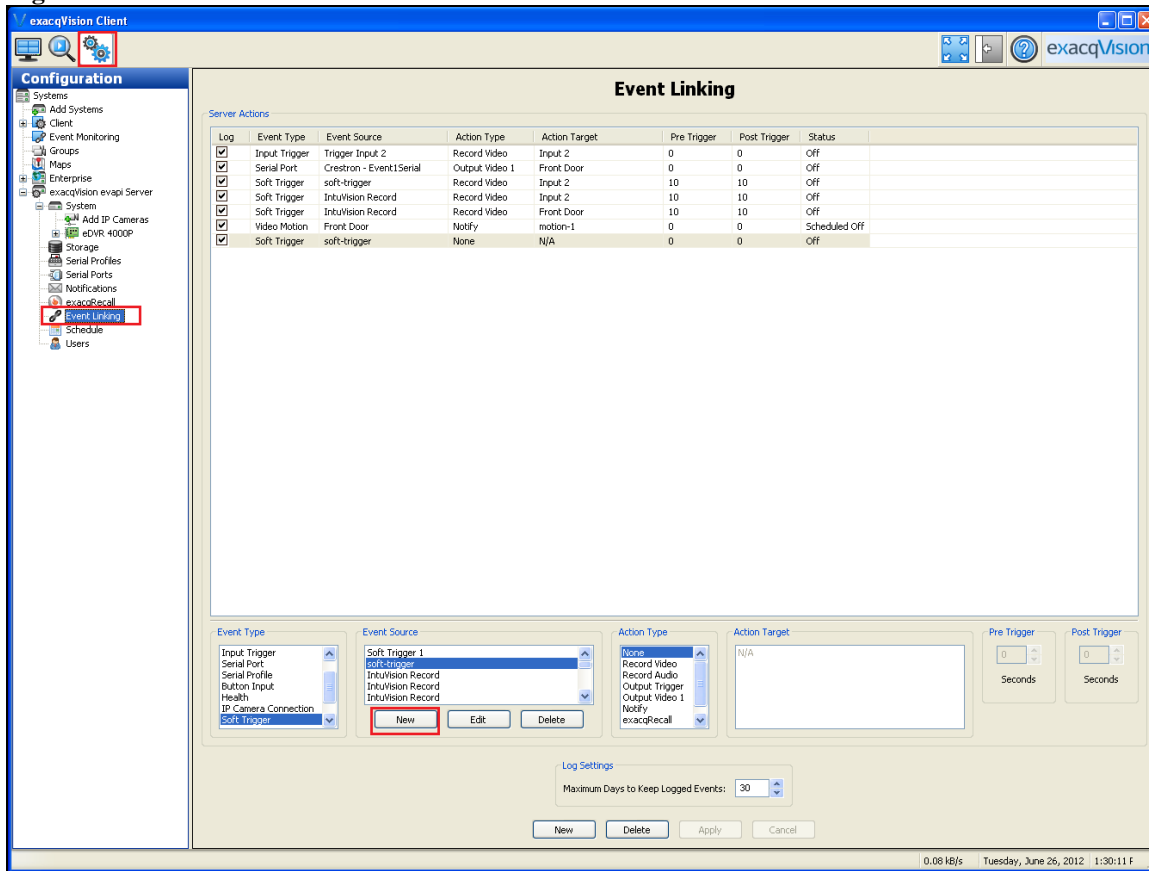 exacqVision Client
exacqVision
Configuration
Systems
Add Systems
Client
Event Monitoring
Groups
Maps
Enterprise
exacqVision evapi Server
System
Add IP Cameras
eDVR 4000P
Storage
Serial Profiles
Serial Ports
Notifications
exacqRecall
Event Linking
Schedule
Users
Event Linking
Server Actions
Log Event Type Event Source Action Type Action Target Pre Trigger Post Trigger Status
Input Trigger Trigger Input 2 Record Video Input 2 0 0 Off
Serial Port Crestron - Event1Serial Output Video 1 Front Door 0 0 Off
Soft Trigger soft-trigger Record Video Input 2 10 10 Off
Soft Trigger IntuVision Record Record Video Input 2 10 10 Off
Soft Trigger IntuVision Record Record Video Front Door 10 10 Off
Video Motion Front Door Notify motion-1 0 0 Scheduled Off
Soft Trigger soft-trigger None N/A 0 0 Off
Event Type
Input Trigger
Serial Port
Serial Profile
Button Input
Health
IP Camera Connection
Soft Trigger
Event Source
Soft Trigger 1
soft-trigger
IntuVision Record
IntuVision Record
IntuVision Record
New Edit Delete
Action Type
None
Record Video
Record Audio
Output Trigger
Output Video 1
Notify
exacqRecall
Action Target
N/A
Pre Trigger
0
Seconds
Post Trigger
0
Seconds
Log Settings
Maximum Days to Keep Logged Events: 30
New Delete Apply Cancel
0.08 kB/s Tuesday, June 26, 2012 1:30:11